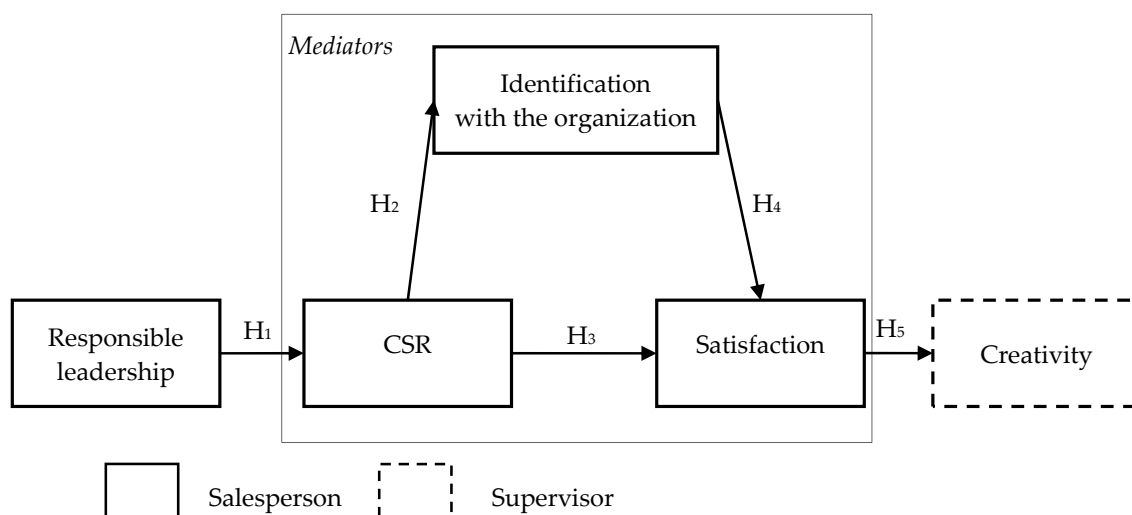 Mediators
Identification
with the organization
H2
H4
Responsible
leadership
H1
CSR
H3
Satisfaction
H5
Creativity
Salesperson
Supervisor